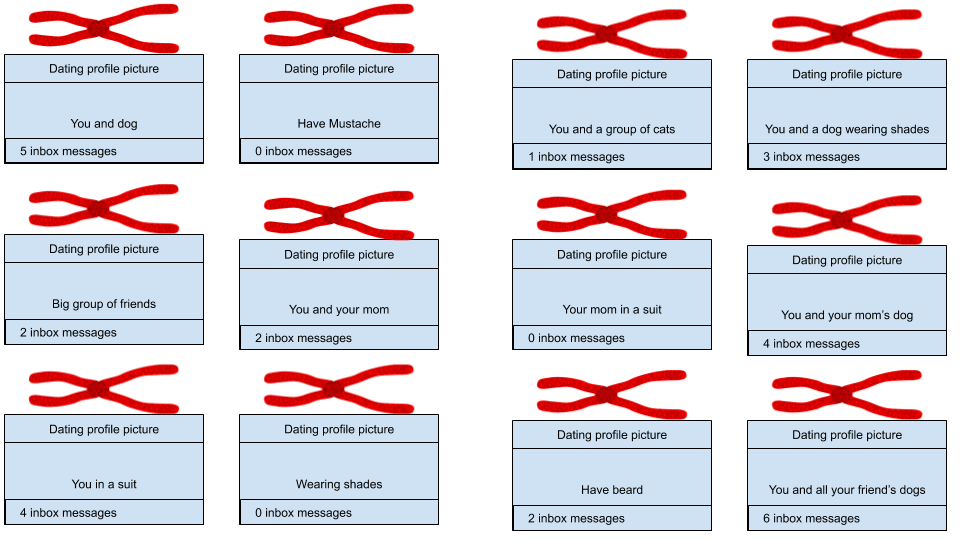 Dating profile picture
You and dog
5 inbox messages
Dating profile picture
Have Mustache
0 inbox messages
Dating profile picture
You and a group of cats
1 inbox messages
Dating profile picture
You and a dog wearing shades
3 inbox messages
Dating profile picture
Big group of friends
2 inbox messages
Dating profile picture
You and your mom
2 inbox messages
Dating profile picture
Your mom in a suit
0 inbox messages
Dating profile picture
You and your mom’s dog
4 inbox messages
Dating profile picture
You in a suit
4 inbox messages
Dating profile picture
Wearing shades
0 inbox messages
Dating profile picture
Have beard
2 inbox messages
Dating profile picture
You and all your friend’s dogs
6 inbox messages